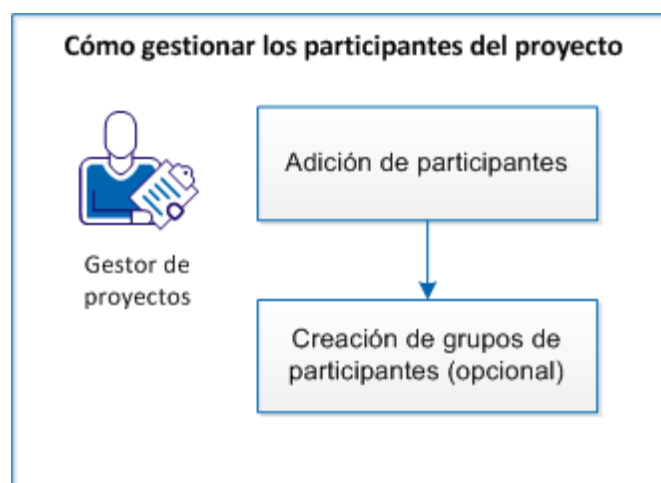 Cómo gestionar los participantes del proyecto
Adición de participantes
Gestor de
proyectos
Creación de grupos de
participantes (opcional)